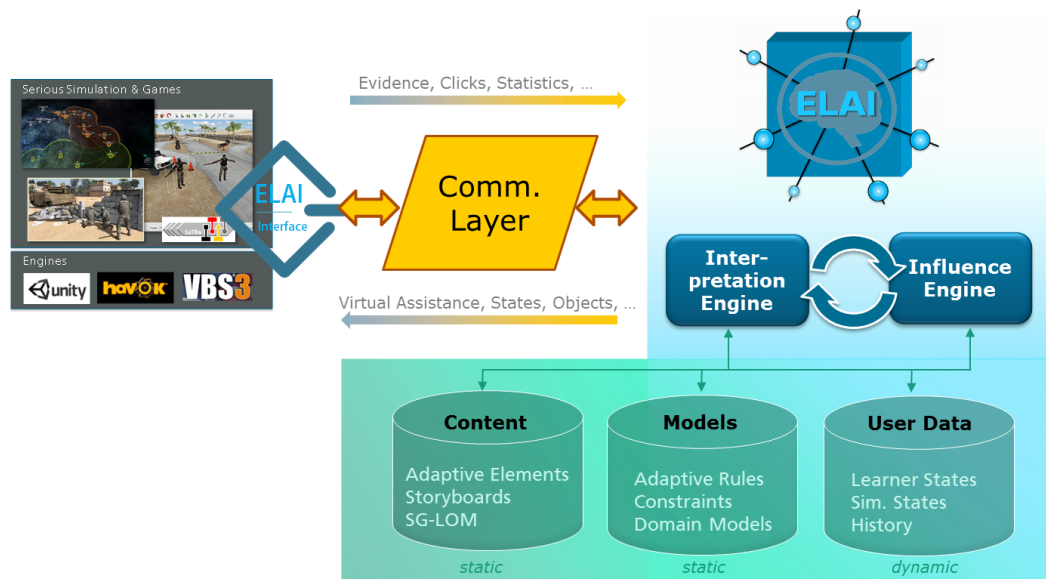 Serious Simulation & Games
ELAI
Interface
Engines
unity
havok
VBS3
Evidence, Clicks, Statistics, ...
Comm.
Layer
Virtual Assistance, States, Objects, ...
ELAI
Inter-
pretation
Engine
Influence
Engine
Content
Adaptive Elements
Storyboards
SG-LOM
static
Models
Adaptive Rules
Constraints
Domain Models
static
User Data
Learner States
Sim. States
History
dynamic